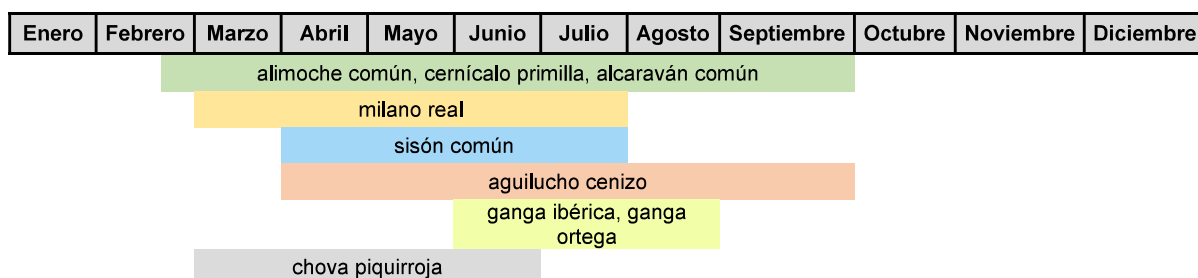 Enero Febrero Marzo Abril Mayo Junio Julio Agosto Septiembre Octubre Noviembre Diciembre
alimoche común, cernícalo primilla, alcaraván común
milano real
sisón común
aguilucho cenizo
ganga ibérica, ganga
ortega
chova piquirroja